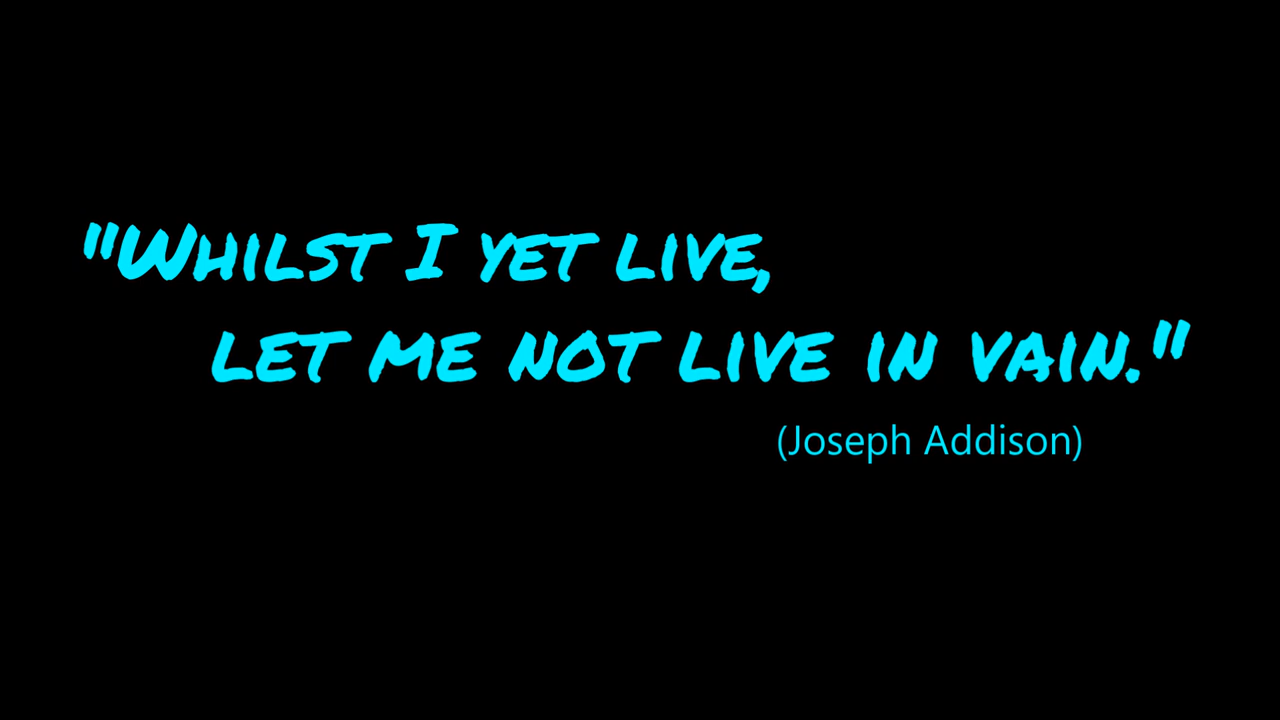 "Whilst I yet live,
let me not live in vain."
(Joseph Addison)